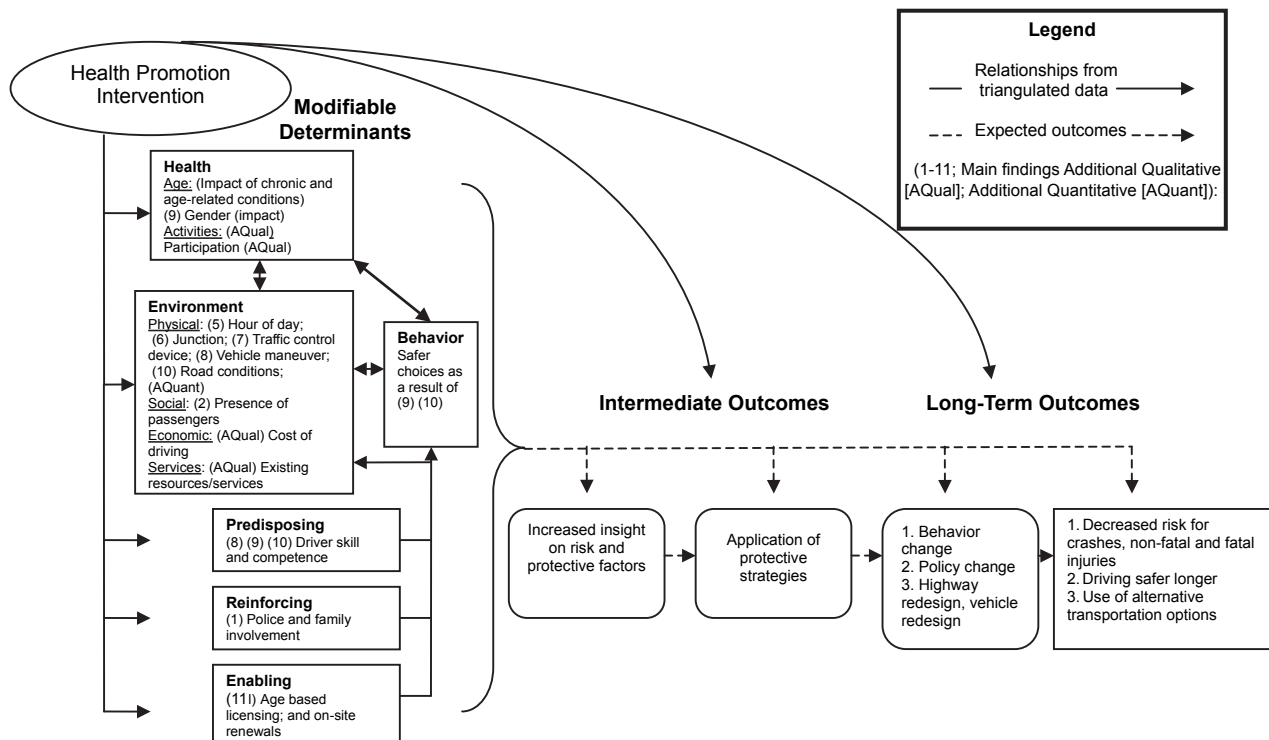 Health Promotion
Intervention
Modifiable
Determinants
Health
Age: (Impact of chronic and
age-related conditions)
(9) Gender (impact)
Activities: (AQual)
Participation (AQual)
Environment
Physical: (5) Hour of day;
(6) Junction; (7) Traffic control
device; (8) Vehicle maneuver;
(10) Road conditions;
(AQuant)
Social: (2) Presence of
passengers
Economic: (AQual) Cost of
driving
Services: (AQual) Existing
resources/services
Behavior
Safer
choices as
a result of
(9) (10)
Predisposing
(8) (9) (10) Driver skill
and competence
Reinforcing
(1) Police and family
involvement
Enabling
(11l) Age based
licensing; and on-site
renewals
Intermediate Outcomes
Long-Term Outcomes
Increased insight
on risk and
protective factors
Application of
protective
strategies
1. Behavior
change
2. Policy change
3. Highway
redesign, vehicle
redesign
1. Decreased risk for
crashes, non-fatal and fatal
injuries
2. Driving safer longer
3. Use of alternative
transportation options
Legend
Relationships from
triangulated data
Expected outcomes
(1-11; Main findings Additional Qualitative
[AQual]; Additional Quantitative [AQuant]):